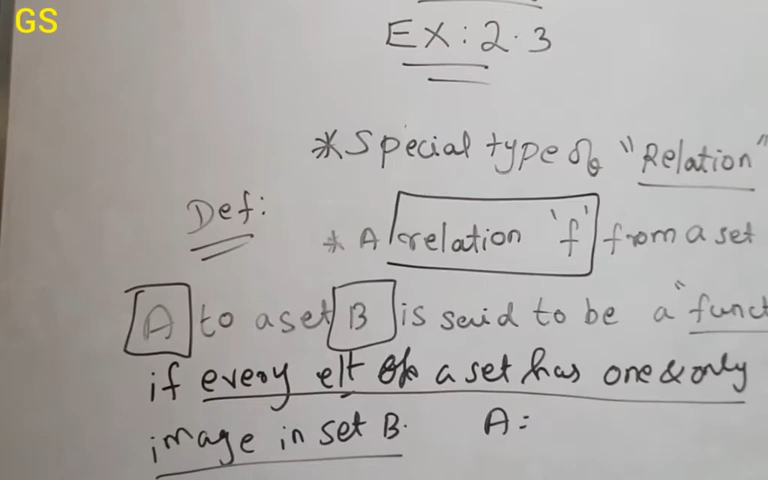 GS
EX: 2.3
* Special type of "Relation"
Def:
* A relation 'f' from a set
A to a set B is said to be a "funct
if every elt of a set has one & only
image in set B. A: